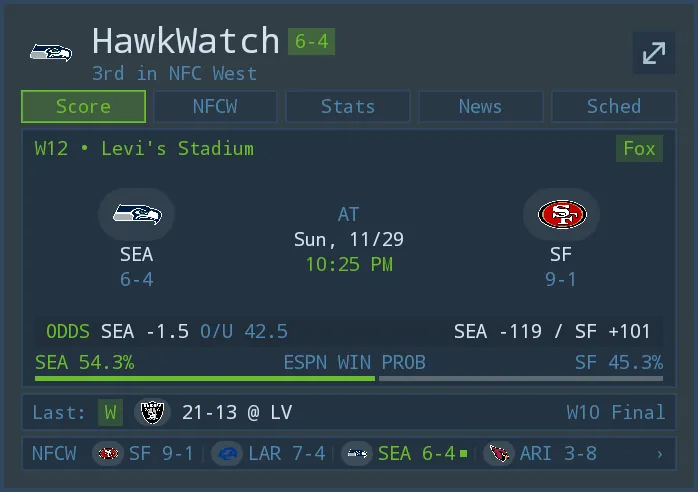 HawkWatch 6-4
3rd in NFC West
Score NFCW Stats News Sched
W12 • Levi's Stadium Fox
AT
Sun, 11/29
10:25 PM
SEA SF
6-4 9-1
ODDS SEA -1.5 O/U 42.5 SEA -119 / SF +101
SEA 54.3% ESPN WIN PROB SF 45.3%
Last: W 21-13 @ LV W10 Final
NFCW SF 9-1 LAR 7-4 SEA 6-4 ARI 3-8 ›